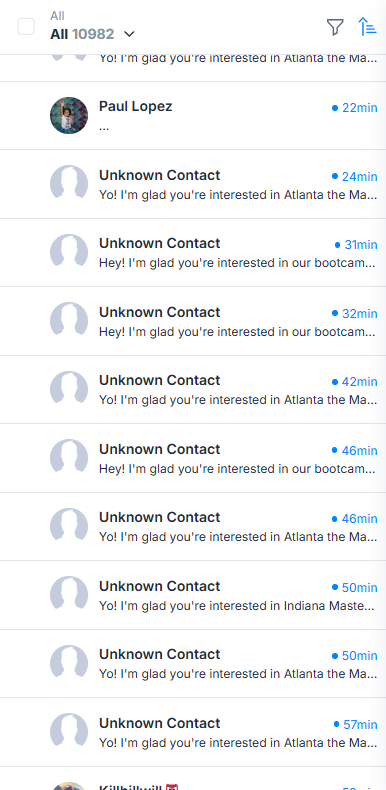 All
All 10982
Yo! I'm glad you're interested in Atlanta the Ma...
Paul Lopez
22min
...
Unknown Contact
24min
Yo! I'm glad you're interested in Atlanta the Ma...
Unknown Contact
31min
Hey! I'm glad you're interested in our bootcam...
Unknown Contact
32min
Hey! I'm glad you're interested in our bootcam...
Unknown Contact
42min
Yo! I'm glad you're interested in Atlanta the Ma...
Unknown Contact
46min
Hey! I'm glad you're interested in our bootcam...
Unknown Contact
46min
Yo! I'm glad you're interested in Atlanta the Ma...
Unknown Contact
50min
Yo! I'm glad you're interested in Indiana Maste...
Unknown Contact
50min
Yo! I'm glad you're interested in Atlanta the Ma...
Unknown Contact
57min
Yo! I'm glad you're interested in Atlanta the Ma...